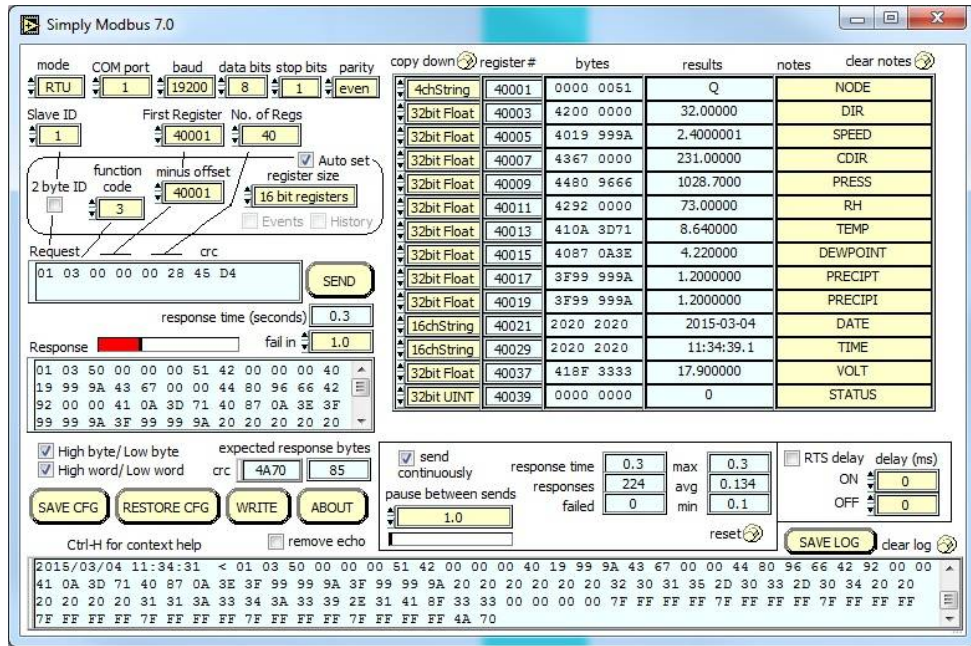 Simply Modbus 7.0
mode COM port baud data bits stop bits parity
RTU 1 19200 8 1 even
Slave ID First Register No. of Regs
1 40001 40
Auto set
2 byte ID function code minus offset register size
3 40001 16 bit registers
Events History
Request crc
01 03 00 00 00 28 45 D4 SEND
response time (seconds) 0.3
Response fail in 1.0
01 03 50 00 00 00 51 42 00 00 00 40
19 99 9A 43 67 00 00 44 80 96 66 42
92 00 00 41 0A 3D 71 40 87 0A 3E 3F
99 99 9A 3F 99 99 9A 20 20 20 20 20
High byte/Low byte expected response bytes
High word/Low word crc 4A70 85
SAVE CFG RESTORE CFG WRITE ABOUT
Ctrl-H for context help remove echo
copy down register # bytes results notes clear notes
4chString 40001 0000 0051 Q NODE
32bit Float 40003 4200 0000 32.00000 DIR
32bit Float 40005 4019 999A 2.4000001 SPEED
32bit Float 40007 4367 0000 231.00000 CDIR
32bit Float 40009 4480 9666 1028.7000 PRESS
32bit Float 40011 4292 0000 73.00000 RH
32bit Float 40013 410A 3D71 8.640000 TEMP
32bit Float 40015 4087 0A3E 4.220000 DEWPOINT
32bit Float 40017 3F99 999A 1.2000000 PRECIPT
32bit Float 40019 3F99 999A 1.2000000 PRECIPI
16chString 40021 2020 2020 2015-03-04 DATE
16chString 40029 2020 2020 11:34:39.1 TIME
32bit Float 40037 418F 3333 17.900000 VOLT
32bit UINT 40039 0000 0000 0 STATUS
send continuously
pause between sends
1.0
response time 0.3 max 0.3
responses 224 avg 0.134
failed 0 min 0.1
reset
RTS delay delay (ms)
ON 0
OFF 0
SAVE LOG clear log
2015/03/04 11:34:31 < 01 03 50 00 00 00 51 42 00 00 00 40 19 99 9A 43 67 00 00 44 80 96 66 42 92 00 00
41 0A 3D 71 40 87 0A 3E 3F 99 99 9A 3F 99 99 9A 20 20 20 20 20 20 32 30 31 35 2D 30 33 2D 30 34 20 20
20 20 20 20 31 31 3A 33 34 3A 33 39 2E 31 41 8F 33 33 00 00 00 00 7F FF FF FF 7F FF FF FF 7F FF FF FF
7F FF FF FF 7F FF FF FF 7F FF FF FF 7F FF FF FF 4A 70